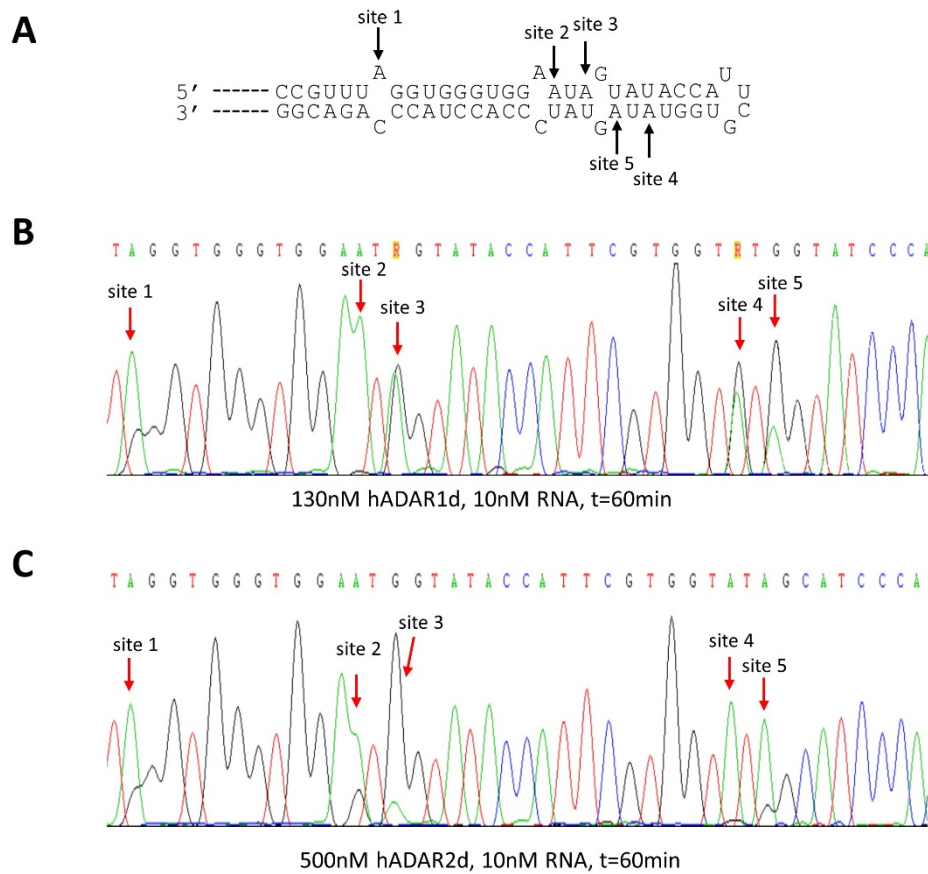 A
site 1
site 2 site 3
A A G U
5' ------ CCGUUU GGUGGGUGG AUA UAUACCA U
3' ------ GGCAGA CCAUCCACC UAU AUAUGGU C
C C G G
site 5 site 4
B
T A G G T G G G T G G A A T R G T A T A C C A T T C G T G G T R T G G T A T C C C A
site 1 site 2 site 3 site 4 site 5
130nM hADAR1d, 10nM RNA, t=60min
C
T A G G T G G G T G G A A T G G T A T A C C A T T C G T G G T A T A G C A T C C C A
site 1 site 2 site 3 site 4 site 5
500nM hADAR2d, 10nM RNA, t=60min